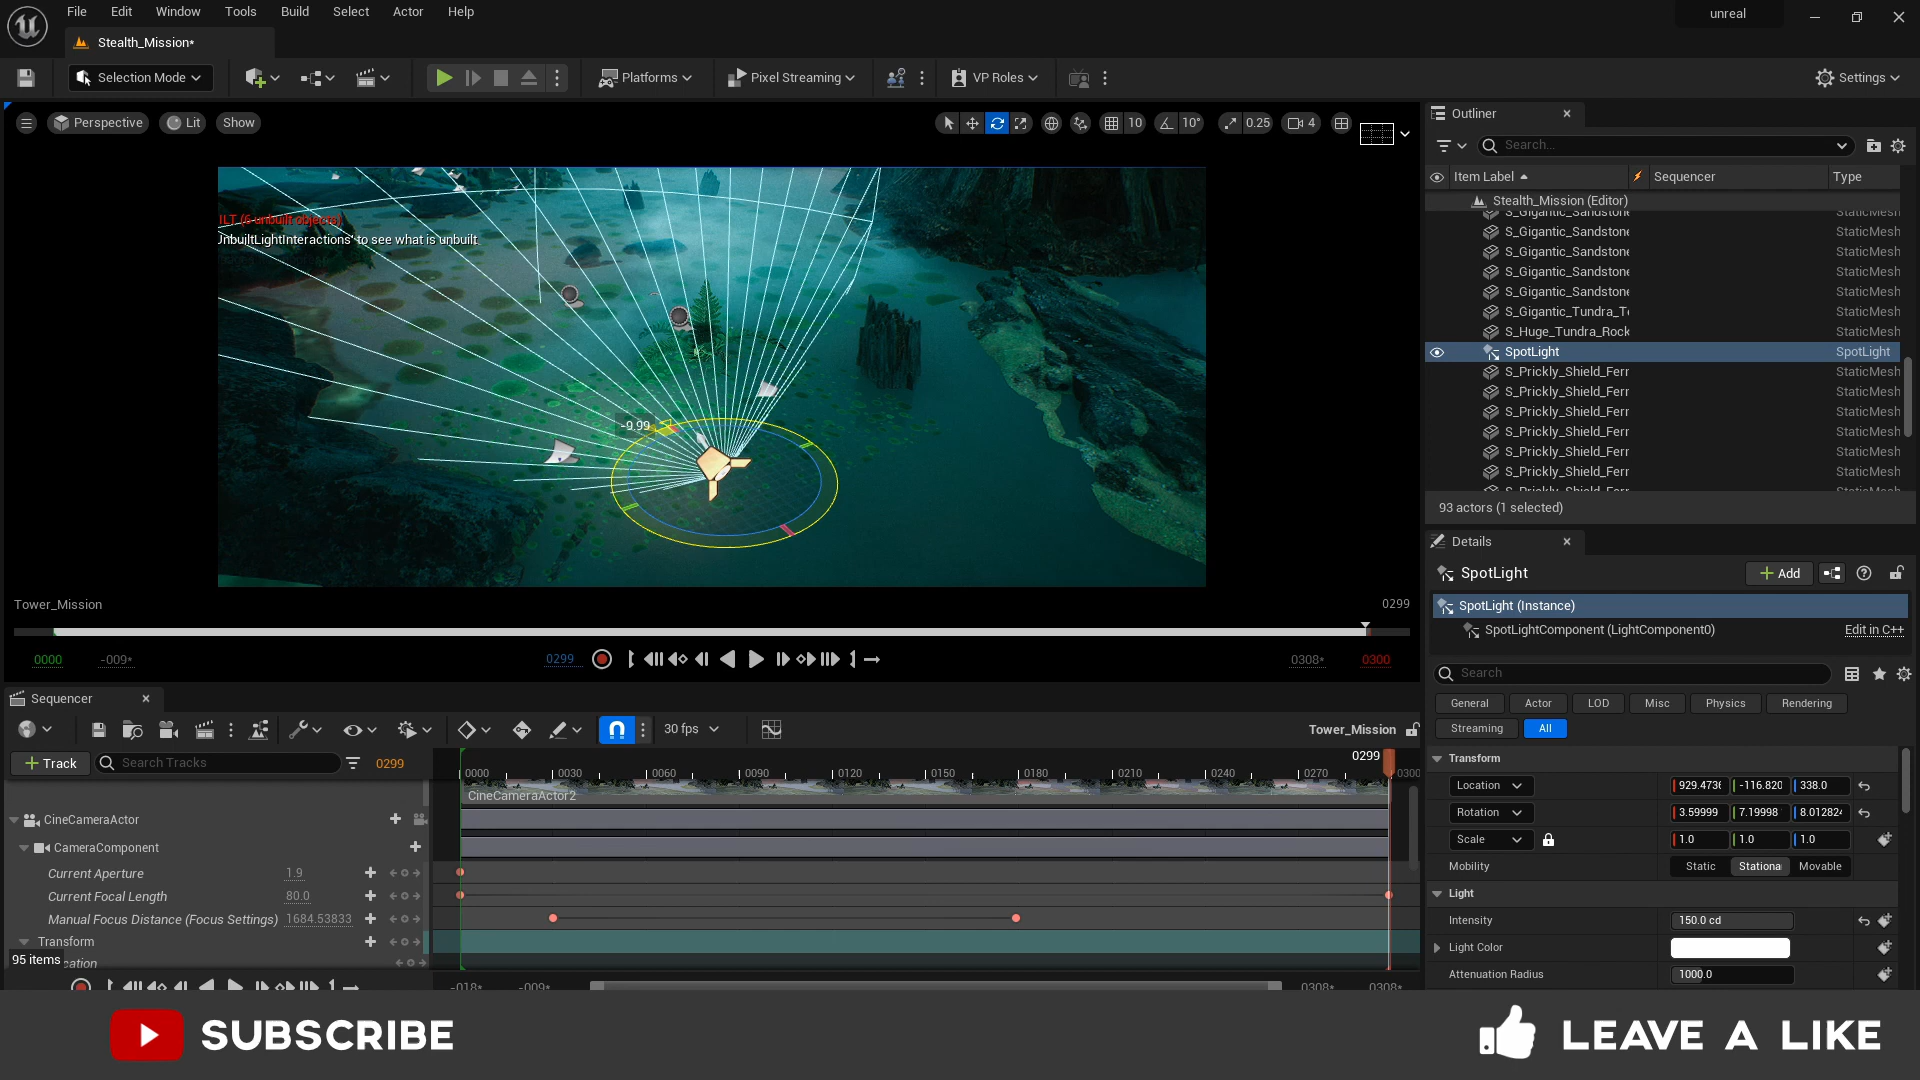 File Edit Window Tools Build Select Actor Help
unreal
Stealth_Mission*
Selection Mode
Platforms
Pixel Streaming
VP Roles
Settings
Perspective Lit Show
10 10° 0.25 4
ILT (6 unbuilt objects)
UnbuiltLightInteractions' to see what is unbuilt
-9.99
Tower_Mission
0299
0000 -009* 0299 0308* 0300
Outliner
Search...
Item Label Sequencer Type
Stealth_Mission (Editor)
S_Gigantic_Sandstone StaticMesh
S_Gigantic_Sandstone StaticMesh
S_Gigantic_Sandstone StaticMesh
S_Gigantic_Sandstone StaticMesh
S_Gigantic_Sandstone StaticMesh
S_Gigantic_Tundra_T StaticMesh
S_Huge_Tundra_Rock StaticMesh
SpotLight SpotLight
S_Prickly_Shield_Fern StaticMesh
S_Prickly_Shield_Fern StaticMesh
S_Prickly_Shield_Fern StaticMesh
S_Prickly_Shield_Fern StaticMesh
S_Prickly_Shield_Fern StaticMesh
S_Prickly_Shield_Fern StaticMesh
S_Prickly_Shield_Fern StaticMesh
93 actors (1 selected)
Details
SpotLight
Add
SpotLight (Instance)
SpotLightComponent (LightComponent0) Edit in C++
Search
General Actor LOD Misc Physics Rendering
Streaming All
Transform
Location 929.4736 -116.820 338.0
Rotation 3.59999 7.19998 8.012824
Scale 1.0 1.0 1.0
Mobility Static Stationa Movable
Light
Intensity 150.0 cd
Light Color
Attenuation Radius 1000.0
Sequencer
30 fps
Tower_Mission
Track
Search Tracks
0299
0299
0000 0030 0060 0090 0120 0150 0180 0210 0240 0270 0300
CineCameraActor2
CineCameraActor
CameraComponent
Current Aperture 1.9
Current Focal Length 80.0
Manual Focus Distance (Focus Settings) 1684.53833
Transform
95 items
cation
-018* -009* 0308* 0308*
SUBSCRIBE
LEAVE A LIKE